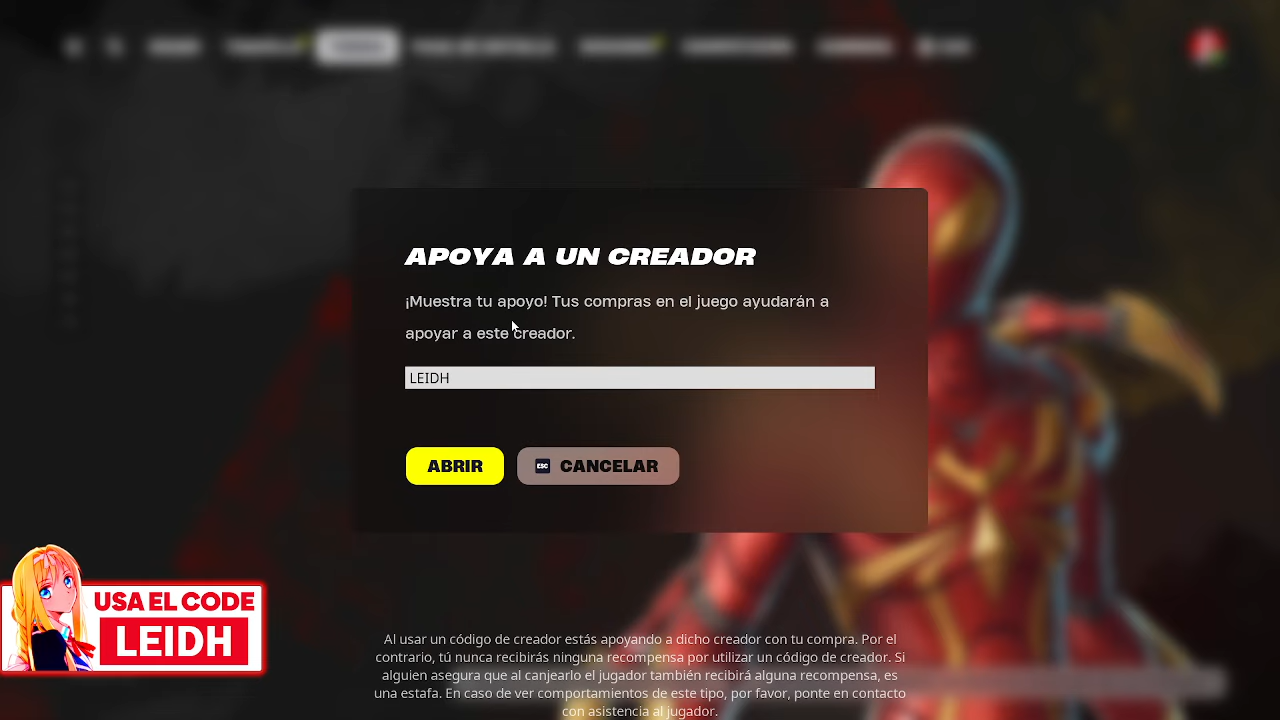 APOYA A UN CREADOR
¡Muestra tu apoyo! Tus compras en el juego ayudarán a
apoyar a este creador.
LEIDH
ABRIR
ESC CANCELAR
USA EL CODE
LEIDH
Al usar un código de creador estás apoyando a dicho creador con tu compra. Por el
contrario, tú nunca recibirás ninguna recompensa por utilizar un código de creador. Si
alguien asegura que al canjearlo el jugador también recibirá alguna recompensa, es
una estafa. En caso de ver comportamientos de este tipo, por favor, ponte en contacto
con asistencia al jugador.